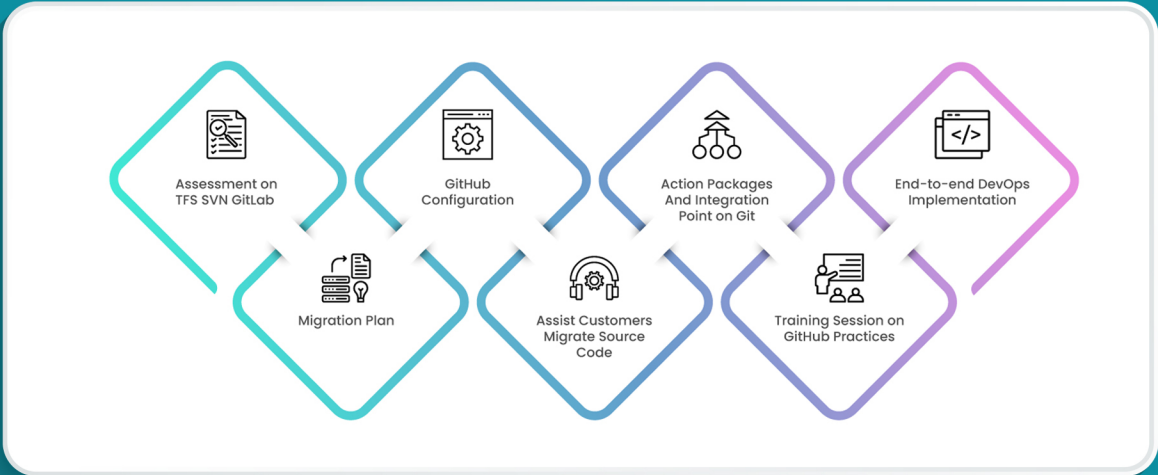 Assessment on
TFS SVN GitLab
Migration Plan
GitHub
Configuration
Assist Customers
Migrate Source
Code
Action Packages
And Integration
Point on Git
Training Session on
GitHub Practices
End-to-end DevOps
Implementation